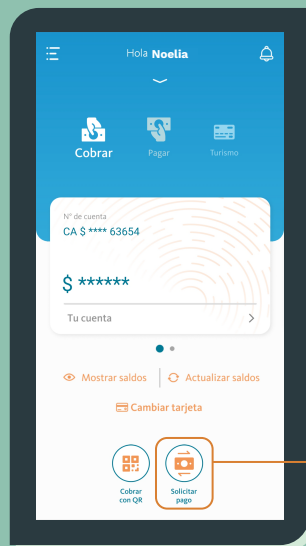 Hola Noelia
Cobrar
Pagar
Turismo
N° de cuenta
CA $ **** 63654
$ ******
Tu cuenta
Mostrar saldos
Actualizar saldos
Cambiar tarjeta
Cobrar
con QR
Solicitar
pago